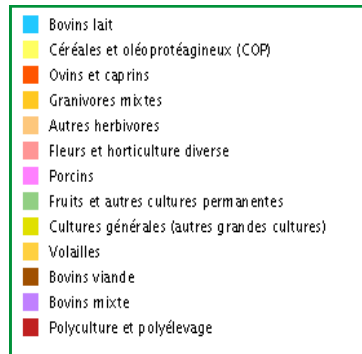 Bovins lait
Céréales et oléoprotéagineux (COP)
Ovins et caprins
Granivores mixtes
Autres herbivores
Fleurs et horticulture diverse
Porcins
Fruits et autres cultures permanentes
Cultures générales (autres grandes cultures)
Volailles
Bovins viande
Bovins mixte
Polyculture et polyélevage